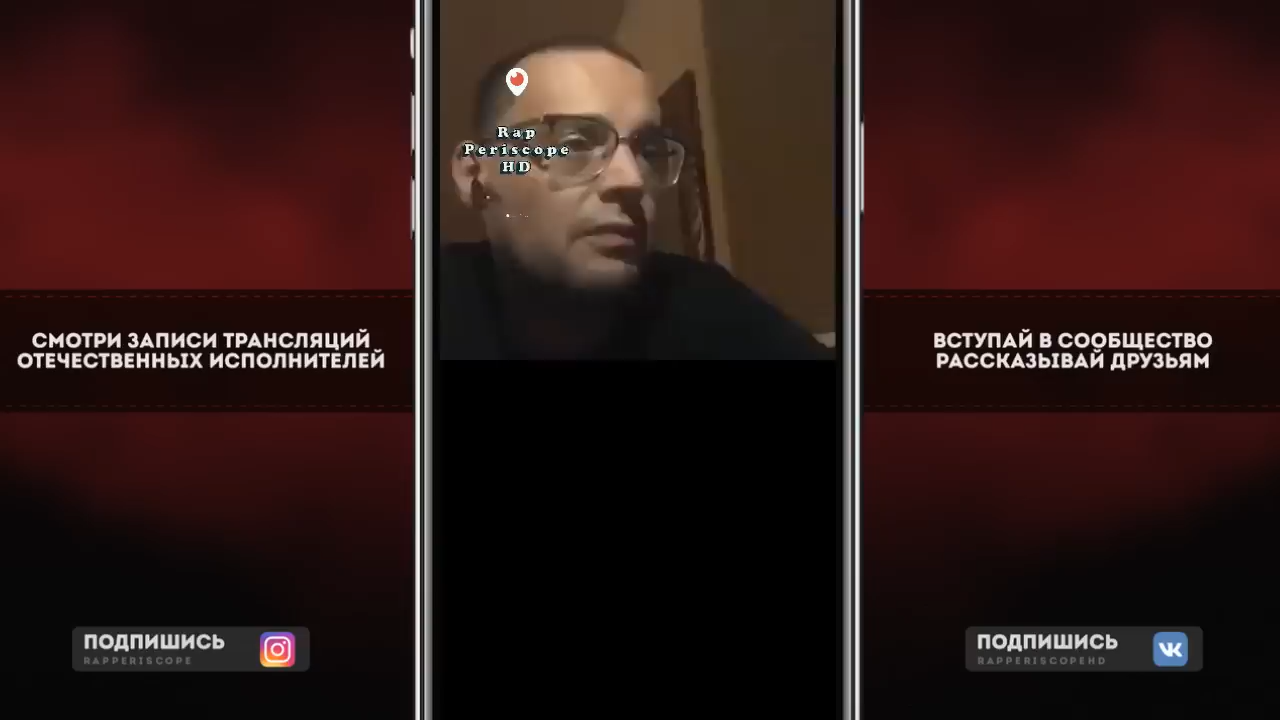 Rap
Periscope
HD
СМОТРИ ЗАПИСИ ТРАНСЛЯЦИЙ
ОТЕЧЕСТВЕННЫХ ИСПОЛНИТЕЛЕЙ
ВСТУПАЙ В СООБЩЕСТВО
РАССКАЗЫВАЙ ДРУЗЬЯМ
ПОДПИШИСЬ
RAPPERISCOPE
ПОДПИШИСЬ
RAPPERISCOPEHD